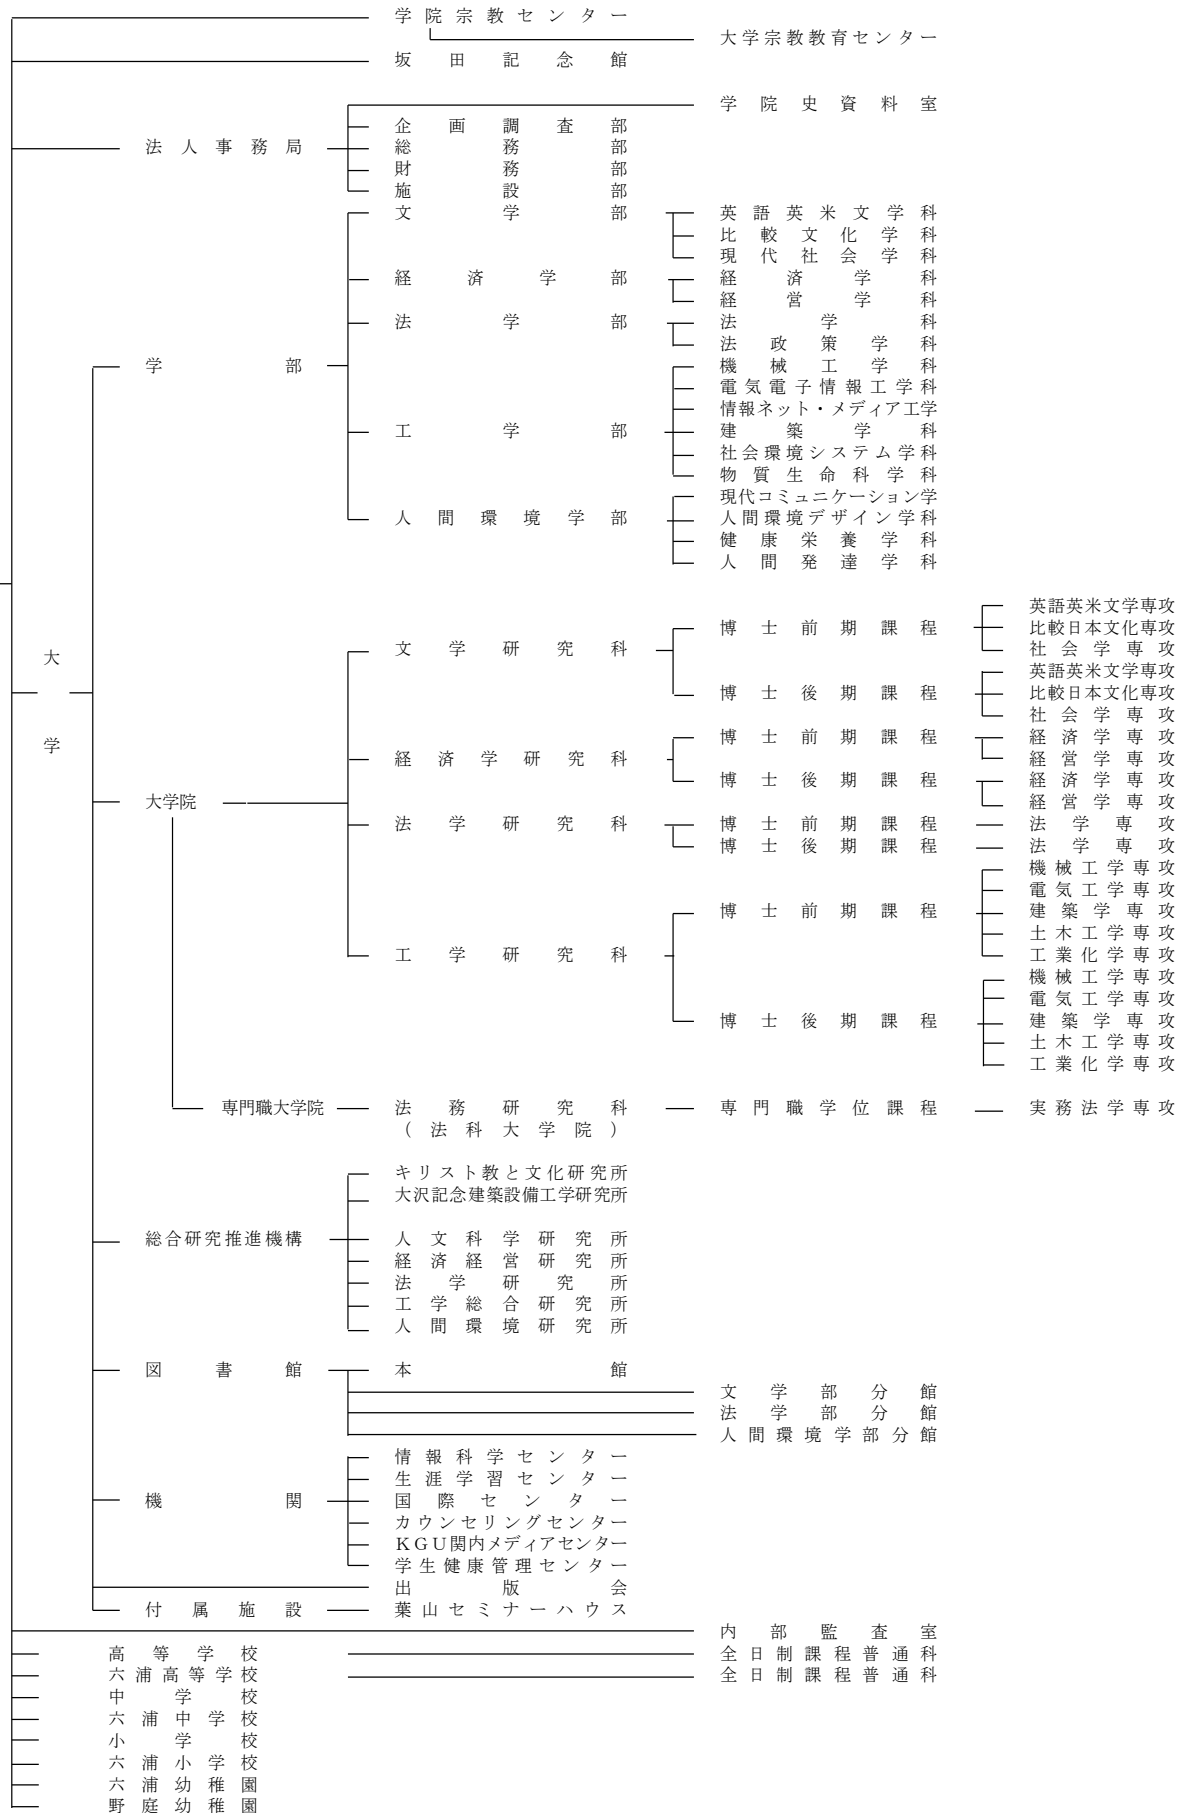 学院宗教センター
大学宗教教育センター
坂田記念館
学院史資料室
企画調査部
法人事務局 総務部
財務部
施設部
文学部 英語英米文学科
比較文化学科
現代社会学科
経済学部 経済学科
経営学科
法学部 法学科
法政策学科
学部 機械工学科
電気電子情報工学科
情報ネット・メディア工学
工学部 建築学科
社会環境システム学科
物質生命科学科
現代コミュニケーション学
人間環境学部 人間環境デザイン学科
健康栄養学科
人間発達学科
英語英米文学専攻
博士前期課程 比較日本文化専攻
文学研究科 社会学専攻
大 英語英米文学専攻
博士後期課程 比較日本文化専攻
社会学専攻
学 博士前期課程 経済学専攻
経済学研究科 経営学専攻
博士後期課程 経済学専攻
大学院 経営学専攻
法学研究科 博士前期課程 法学専攻
博士後期課程 法学専攻
機械工学専攻
電気工学専攻
博士前期課程 建築学専攻
土木工学専攻
工学研究科 工業化学専攻
機械工学専攻
電気工学専攻
博士後期課程 建築学専攻
土木工学専攻
工業化学専攻
専門職大学院 法務研究科 専門職学位課程 実務法学専攻
(法科大学院)
キリスト教と文化研究所
大沢記念建築設備工学研究所
総合研究推進機構 人文科学研究所
経済経営研究所
法学研究所
工学総合研究所
人間環境研究所
図書館 本館
文学部分館
法学部分館
人間環境学部分館
情報科学センター
生涯学習センター
機関 国際センター
カウンセリングセンター
KGU関内メディアセンター
学生健康管理センター
出版会
付属施設 葉山セミナーハウス
内部監査室
高等学校 全日制課程普通科
六浦高等学校 全日制課程普通科
中学校
六浦中学校
小学校
六浦小学校
六浦幼稚園
野庭幼稚園